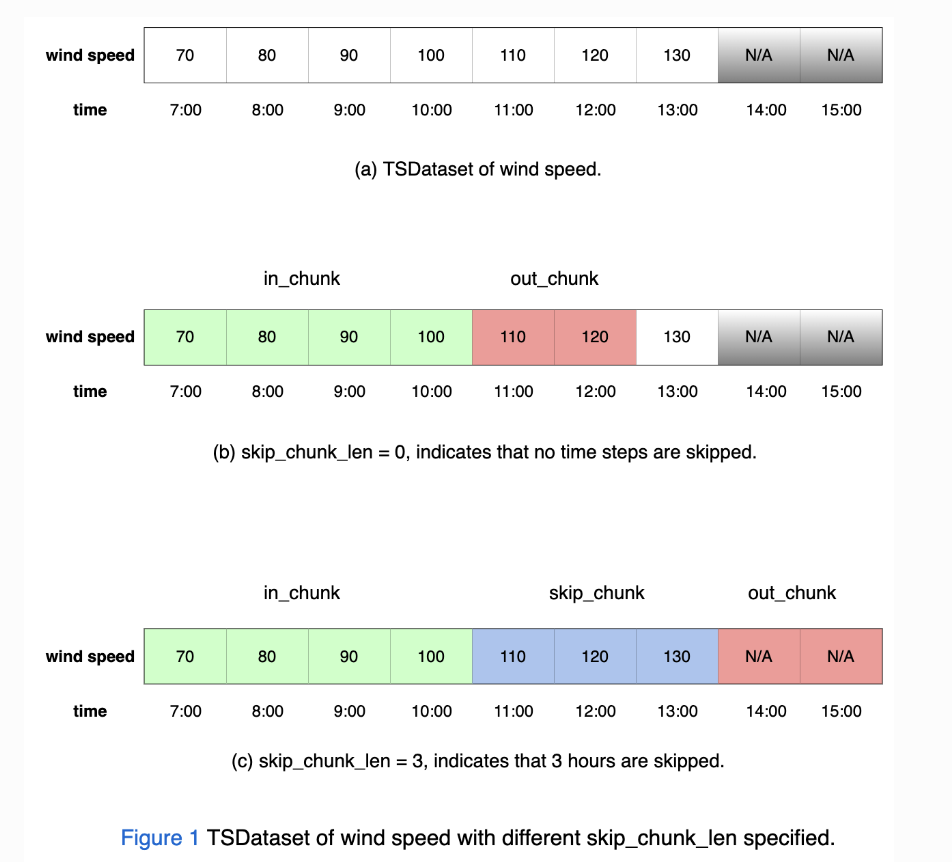 wind speed 70 80 90 100 110 120 130 N/A N/A
time 7:00 8:00 9:00 10:00 11:00 12:00 13:00 14:00 15:00
(a) TSDataset of wind speed.
in_chunk out_chunk
wind speed 70 80 90 100 110 120 130 N/A N/A
time 7:00 8:00 9:00 10:00 11:00 12:00 13:00 14:00 15:00
(b) skip_chunk_len = 0, indicates that no time steps are skipped.
in_chunk skip_chunk out_chunk
wind speed 70 80 90 100 110 120 130 N/A N/A
time 7:00 8:00 9:00 10:00 11:00 12:00 13:00 14:00 15:00
(c) skip_chunk_len = 3, indicates that 3 hours are skipped.
Figure 1 TSDataset of wind speed with different skip_chunk_len specified.